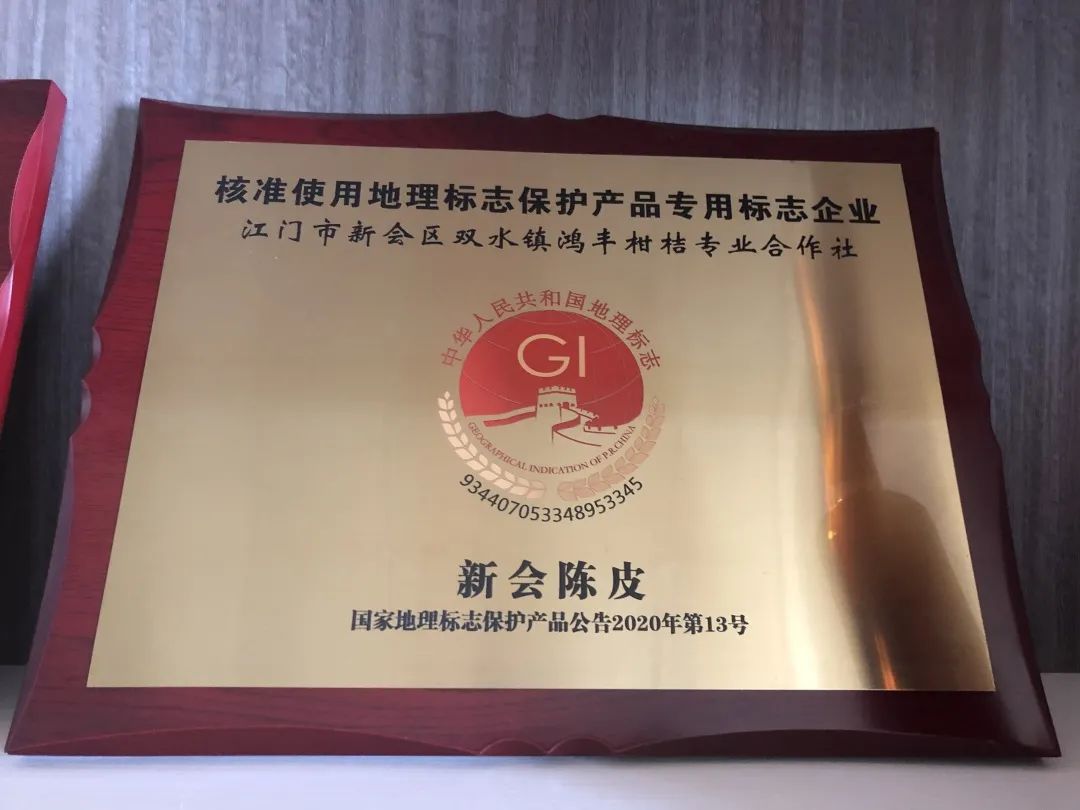 核准使用地理标志保护产品专用标志企业
江门市新会区双水镇鸿丰柑桔专业合作社
中华人民共和国地理标志
GI
GEOGRAPHICAL INDICATION OF P.R.CHINA
934407053348953345
新会陈皮
国家地理标志保护产品公告2020年第13号